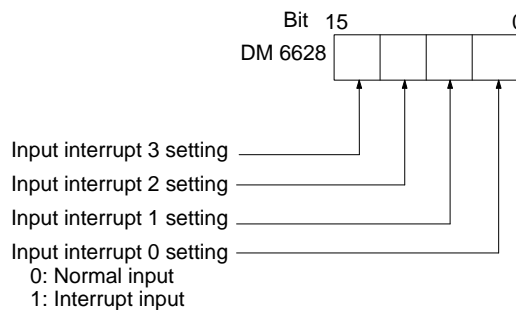 Bit 15 0
DM 6628
Input interrupt 3 setting
Input interrupt 2 setting
Input interrupt 1 setting
Input interrupt 0 setting
0: Normal input
1: Interrupt input